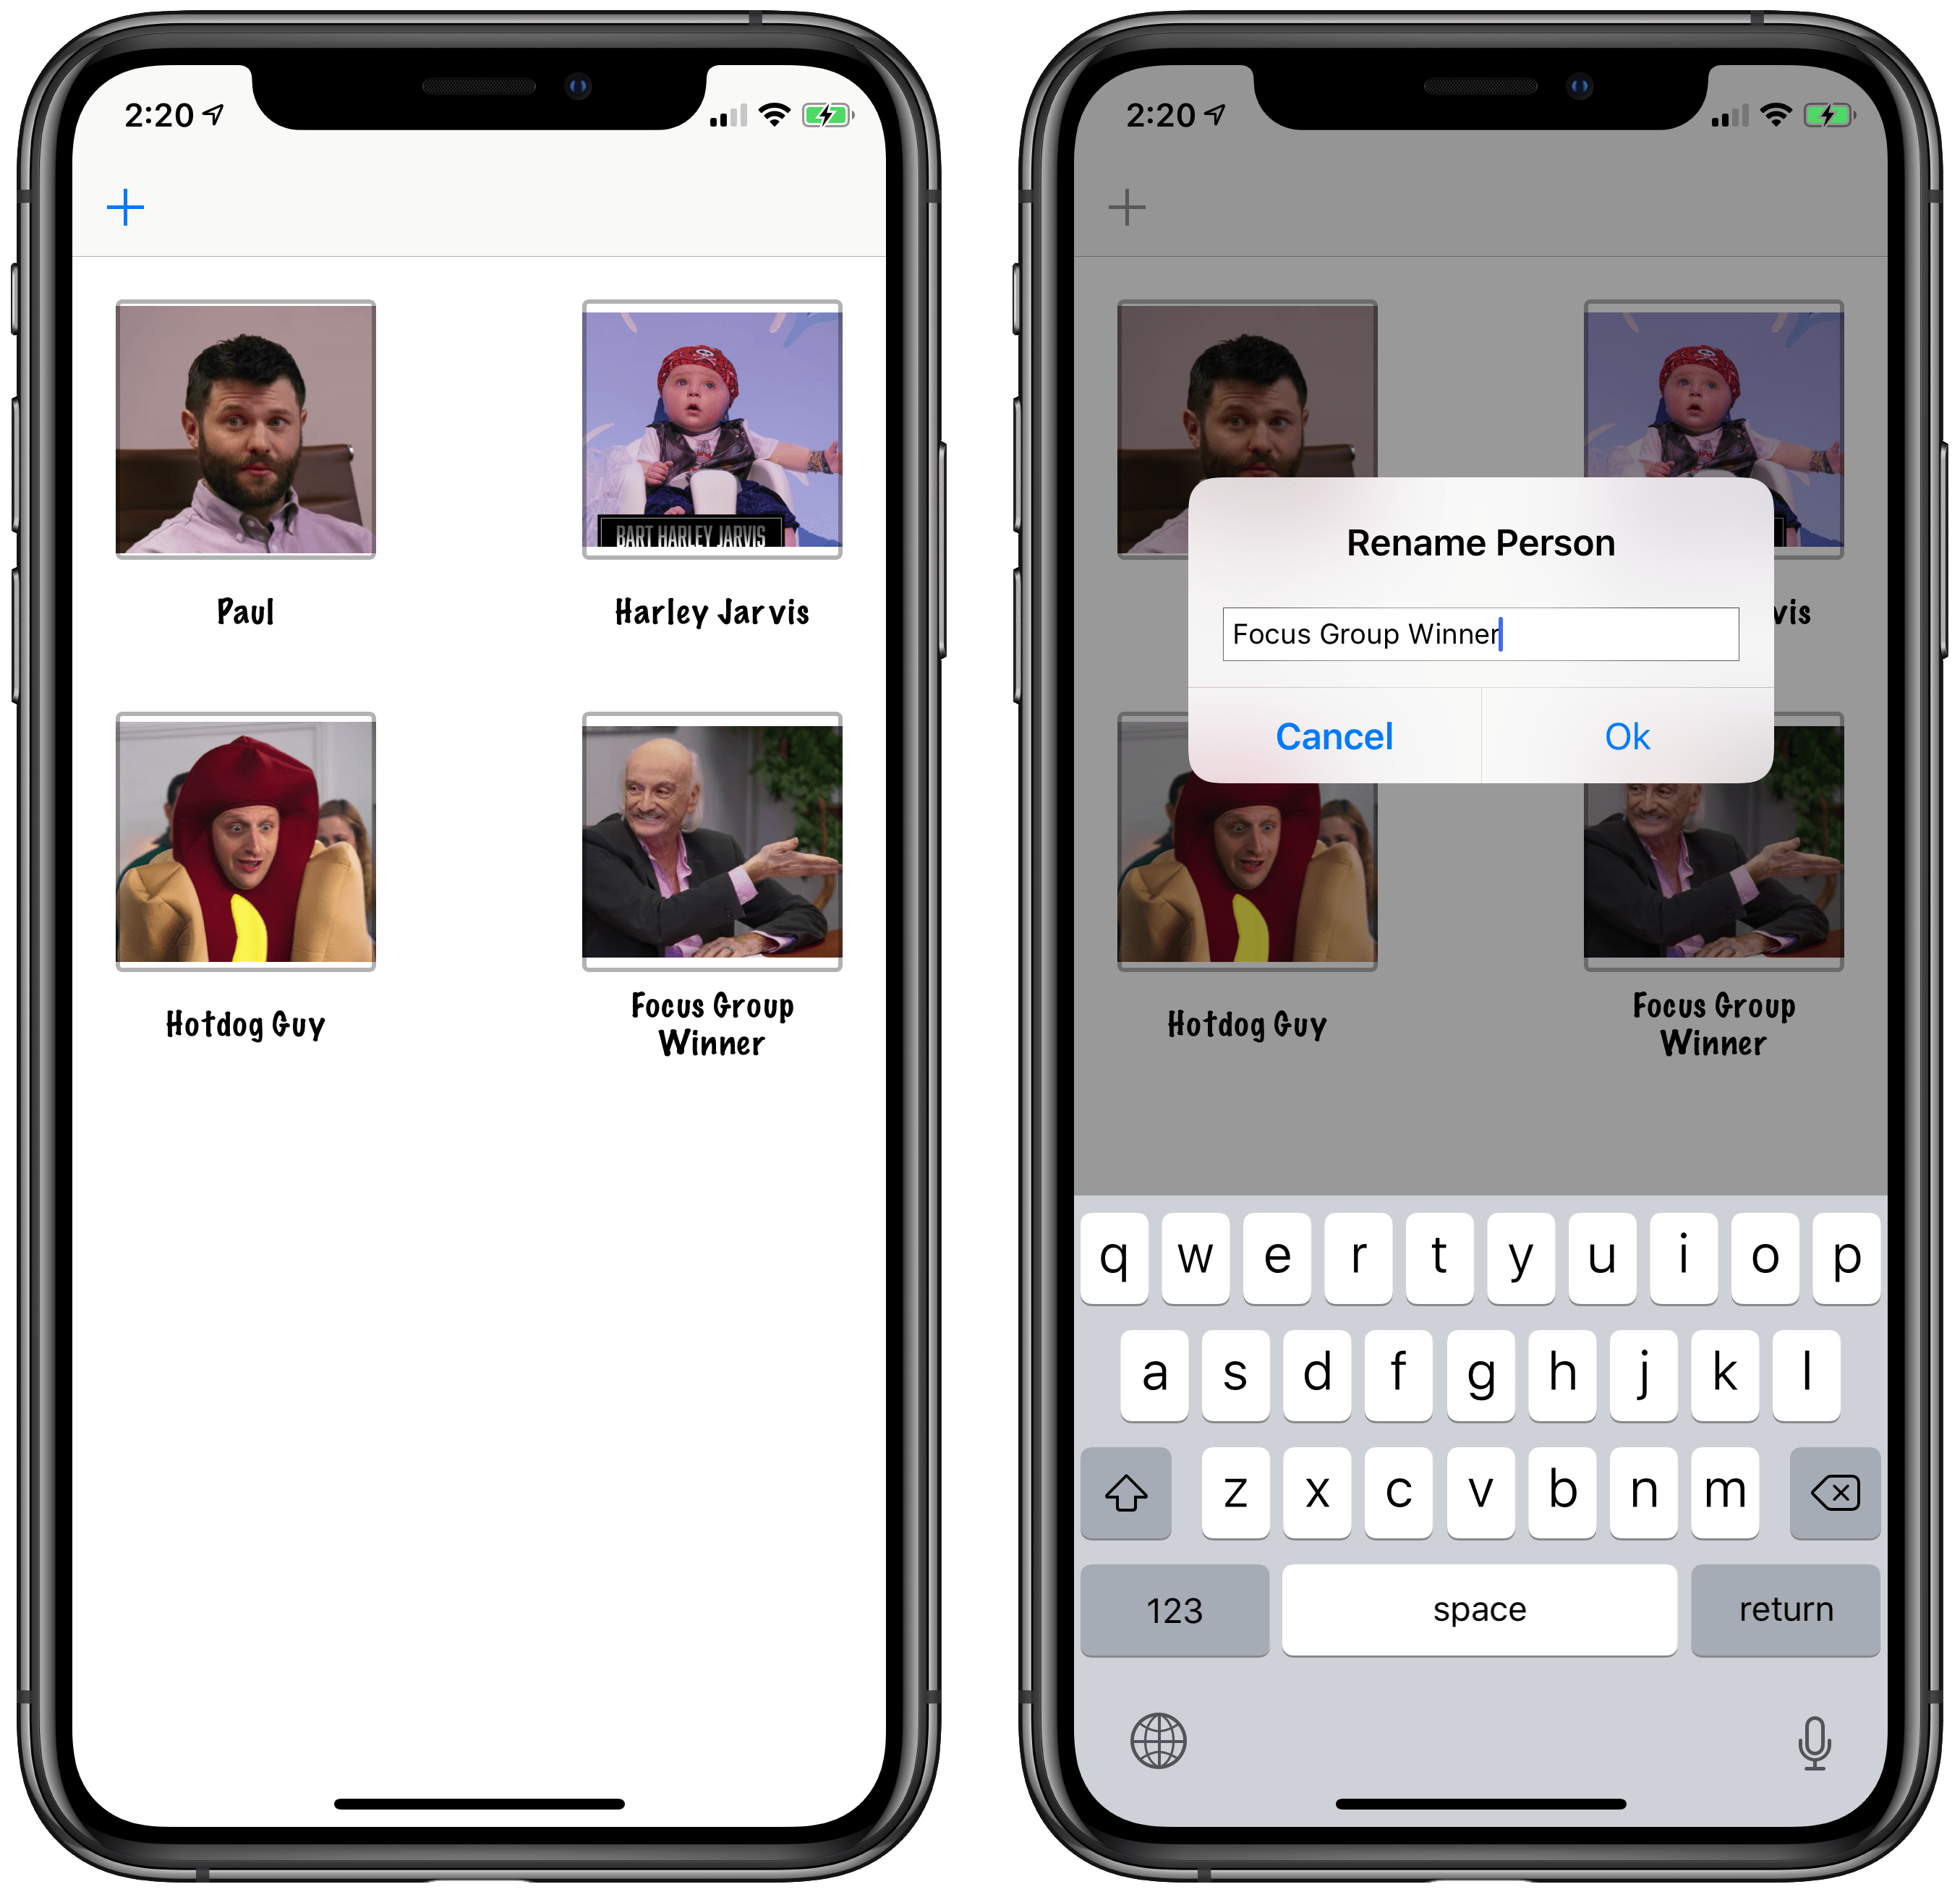 2:20
Paul
BART HARLEY JARVIS
Harley Jarvis
Hotdog Guy
Focus Group
Winner
2:20
Rename Person
Focus Group Winner
Cancel
Ok
vis
Hotdog Guy
Focus Group
Winner
q w e r t y u i o p
a s d f g h j k l
z x c v b n m
123 space return